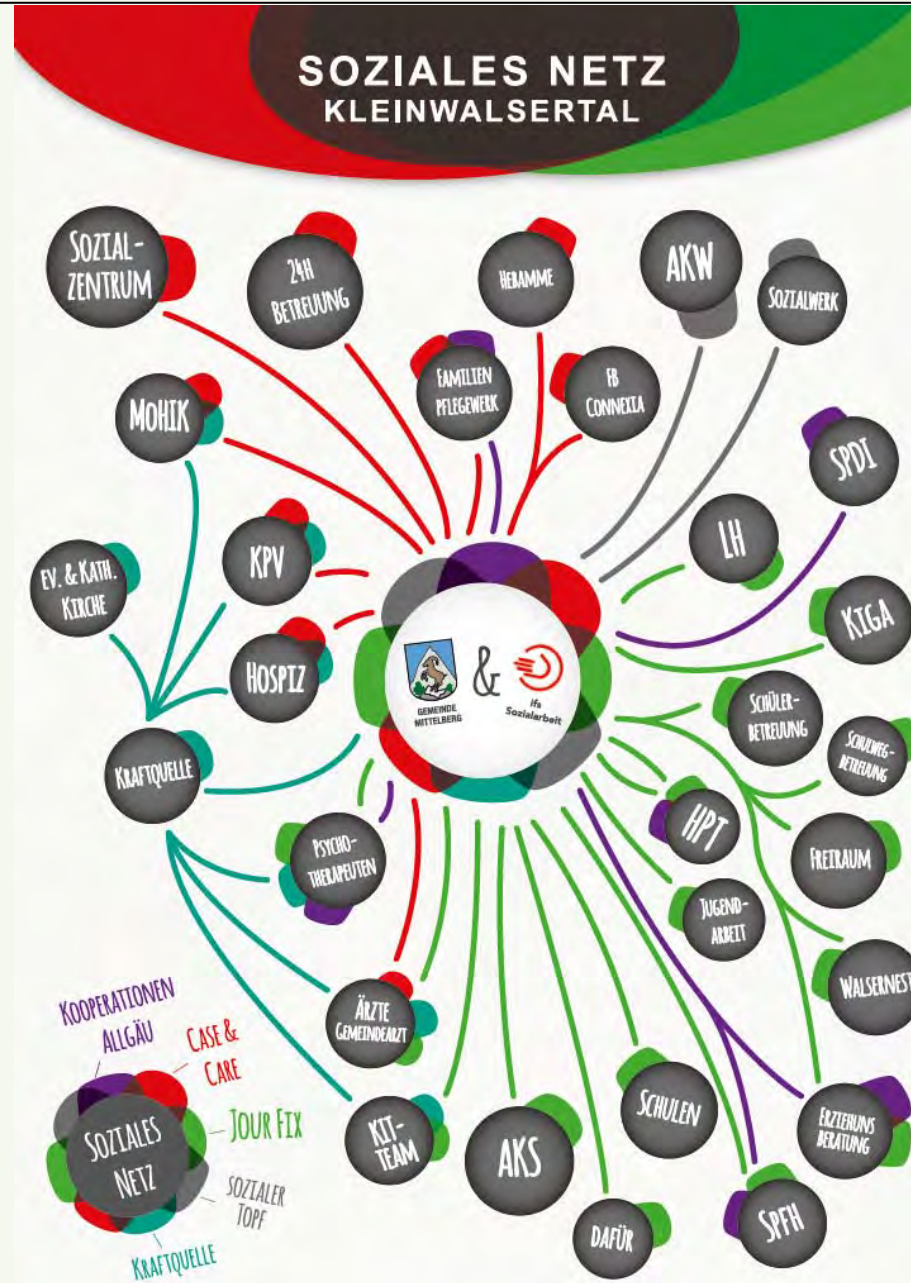 SOZIALES NETZ
KLEINWALSERTAL
SOZIAL-
ZENTRUM
24H
BETREUUNG
HEBAMME
AKW
SOZIALWERK
FAMILIEN
PFLEGEWERK
FB
CONNEXIA
MOHIK
SPDI
LH
KPV
EV. & KATH.
KIRCHE
KIGA
HOSPIZ
GEMEINDE
MITTELBERG
&
ifs
Sozialarbeit
SCHÜLER-
BETREUUNG
SCHULWEG-
BETREUUNG
KRAFTQUELLE
HPT
PSYCHO-
THERAPEUTEN
FREIRAUM
JUGEND-
ARBEIT
WALSERNEST
ÄRZTE
GEMEINDEARZT
KOOPERATIONEN
ALLGÄU
CASE &
CARE
JOUR FIX
SOZIALES
NETZ
SOZIALER
TOPF
KRAFTQUELLE
KIT-
TEAM
AKS
SCHULEN
ERZIEHUNS
BERATUNG
DAFÜR
SPFH